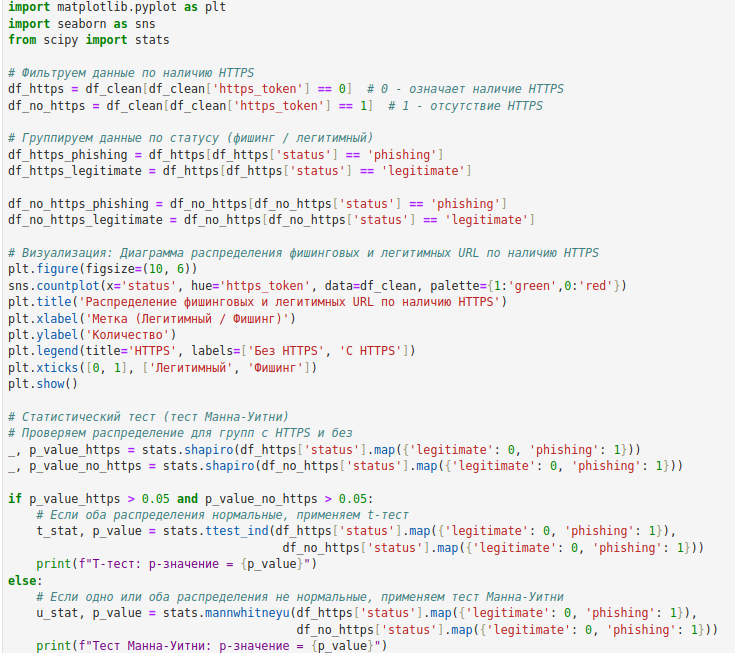 import matplotlib.pyplot as plt
import seaborn as sns
from scipy import stats

# Фильтруем данные по наличию HTTPS
df_https = df_clean[df_clean['https_token'] == 0]  # 0 - означает наличие HTTPS
df_no_https = df_clean[df_clean['https_token'] == 1]  # 1 - отсутствие HTTPS

# Группируем данные по статусу (фишинг / легитимный)
df_https_phishing = df_https[df_https['status'] == 'phishing']
df_https_legitimate = df_https[df_https['status'] == 'legitimate']

df_no_https_phishing = df_no_https[df_no_https['status'] == 'phishing']
df_no_https_legitimate = df_no_https[df_no_https['status'] == 'legitimate']

# Визуализация: Диаграмма распределения фишинговых и легитимных URL по наличию HTTPS
plt.figure(figsize=(10, 6))
sns.countplot(x='status', hue='https_token', data=df_clean, palette={1:'green',0:'red'})
plt.title('Распределение фишинговых и легитимных URL по наличию HTTPS')
plt.xlabel('Метка (Легитимный / Фишинг)')
plt.ylabel('Количество')
plt.legend(title='HTTPS', labels=['Без HTTPS', 'С HTTPS'])
plt.xticks([0, 1], ['Легитимный', 'Фишинг'])
plt.show()

# Статистический тест (тест Манна-Уитни)
# Проверяем распределение для групп с HTTPS и без
_, p_value_https = stats.shapiro(df_https['status'].map({'legitimate': 0, 'phishing': 1}))
_, p_value_no_https = stats.shapiro(df_no_https['status'].map({'legitimate': 0, 'phishing': 1}))

if p_value_https > 0.05 and p_value_no_https > 0.05:
    # Если оба распределения нормальные, применяем t-тест
    t_stat, p_value = stats.ttest_ind(df_https['status'].map({'legitimate': 0, 'phishing': 1}),
                                       df_no_https['status'].map({'legitimate': 0, 'phishing': 1}))
    print(f"Т-тест: p-значение = {p_value}")
else:
    # Если одно или оба распределения не нормальные, применяем тест Манна-Уитни
    u_stat, p_value = stats.mannwhitneyu(df_https['status'].map({'legitimate': 0, 'phishing': 1}),
                                         df_no_https['status'].map({'legitimate': 0, 'phishing': 1}))
    print(f"Тест Манна-Уитни: p-значение = {p_value}")